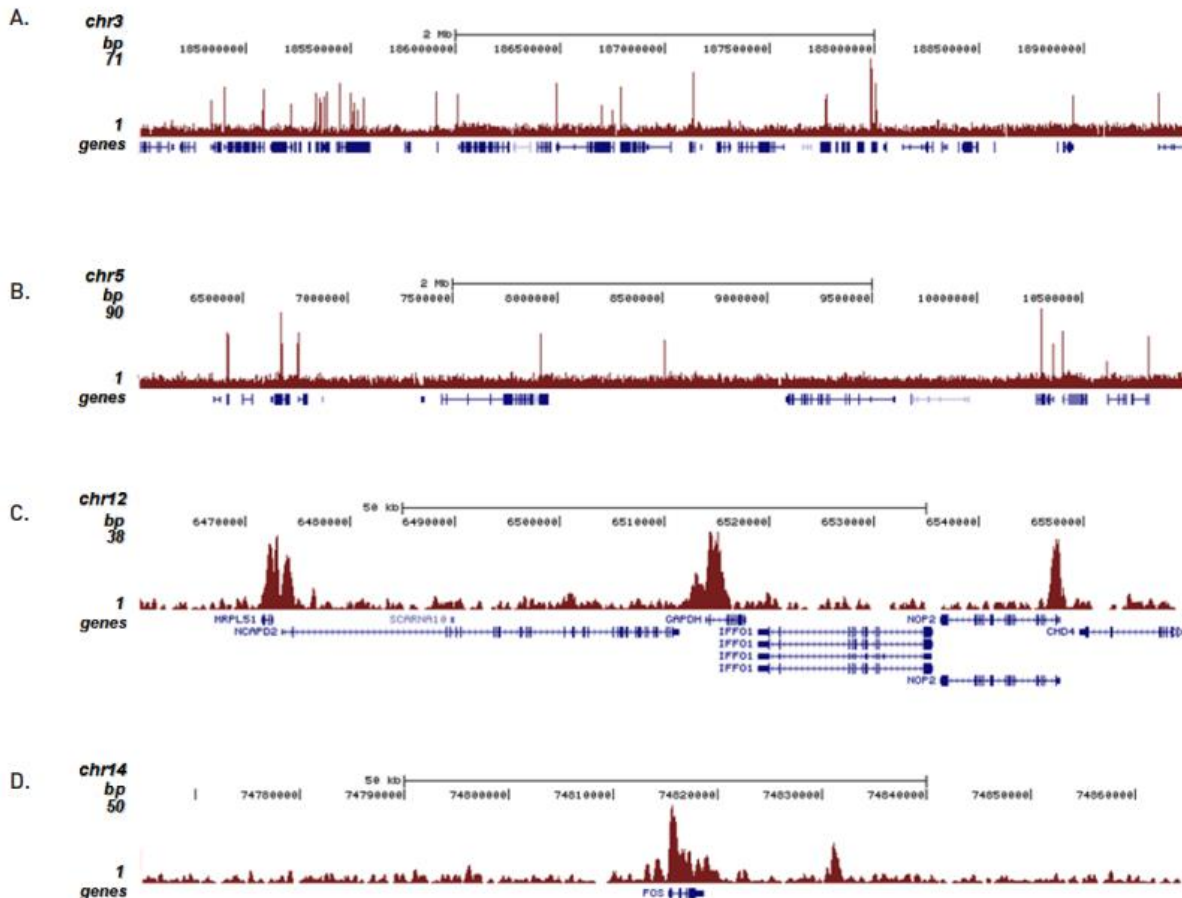 A.
chr3
2 Mb
bp 185000000| 185500000| 186000000| 186500000| 187000000| 187500000| 188000000| 188500000| 189000000|
71
1
genes
B.
chr5
2 Mb
bp 6500000| 7000000| 7500000| 8000000| 8500000| 9000000| 9500000| 10000000| 10500000|
90
1
genes
C.
chr12
50 kb
bp 6470000| 6480000| 6490000| 6500000| 6510000| 6520000| 6530000| 6540000| 6550000|
38
1
genes
MRPL51 SCARNA10 GAPDH NOP2
NCAPD2 IFFO1 CHD4
IFFO1
IFFO1
IFFO1
NOP2
D.
chr14
50 kb
bp | 74780000| 74790000| 74800000| 74810000| 74820000| 74830000| 74840000| 74850000| 74860000|
50
1
genes
FOS